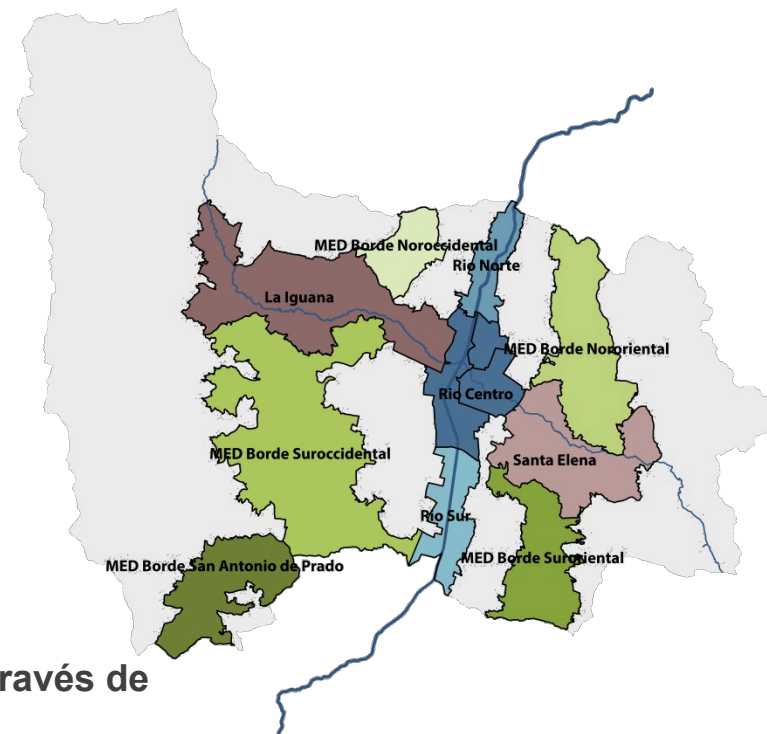 MED Borde Noroccidental
Rio Norte
La Iguana
MED Borde Nororiental
Rio Centro
MED Borde Suroccidental
Santa Elena
Rio Sur
MED Borde Suroriental
MED Borde San Antonio de Prado
ravés de